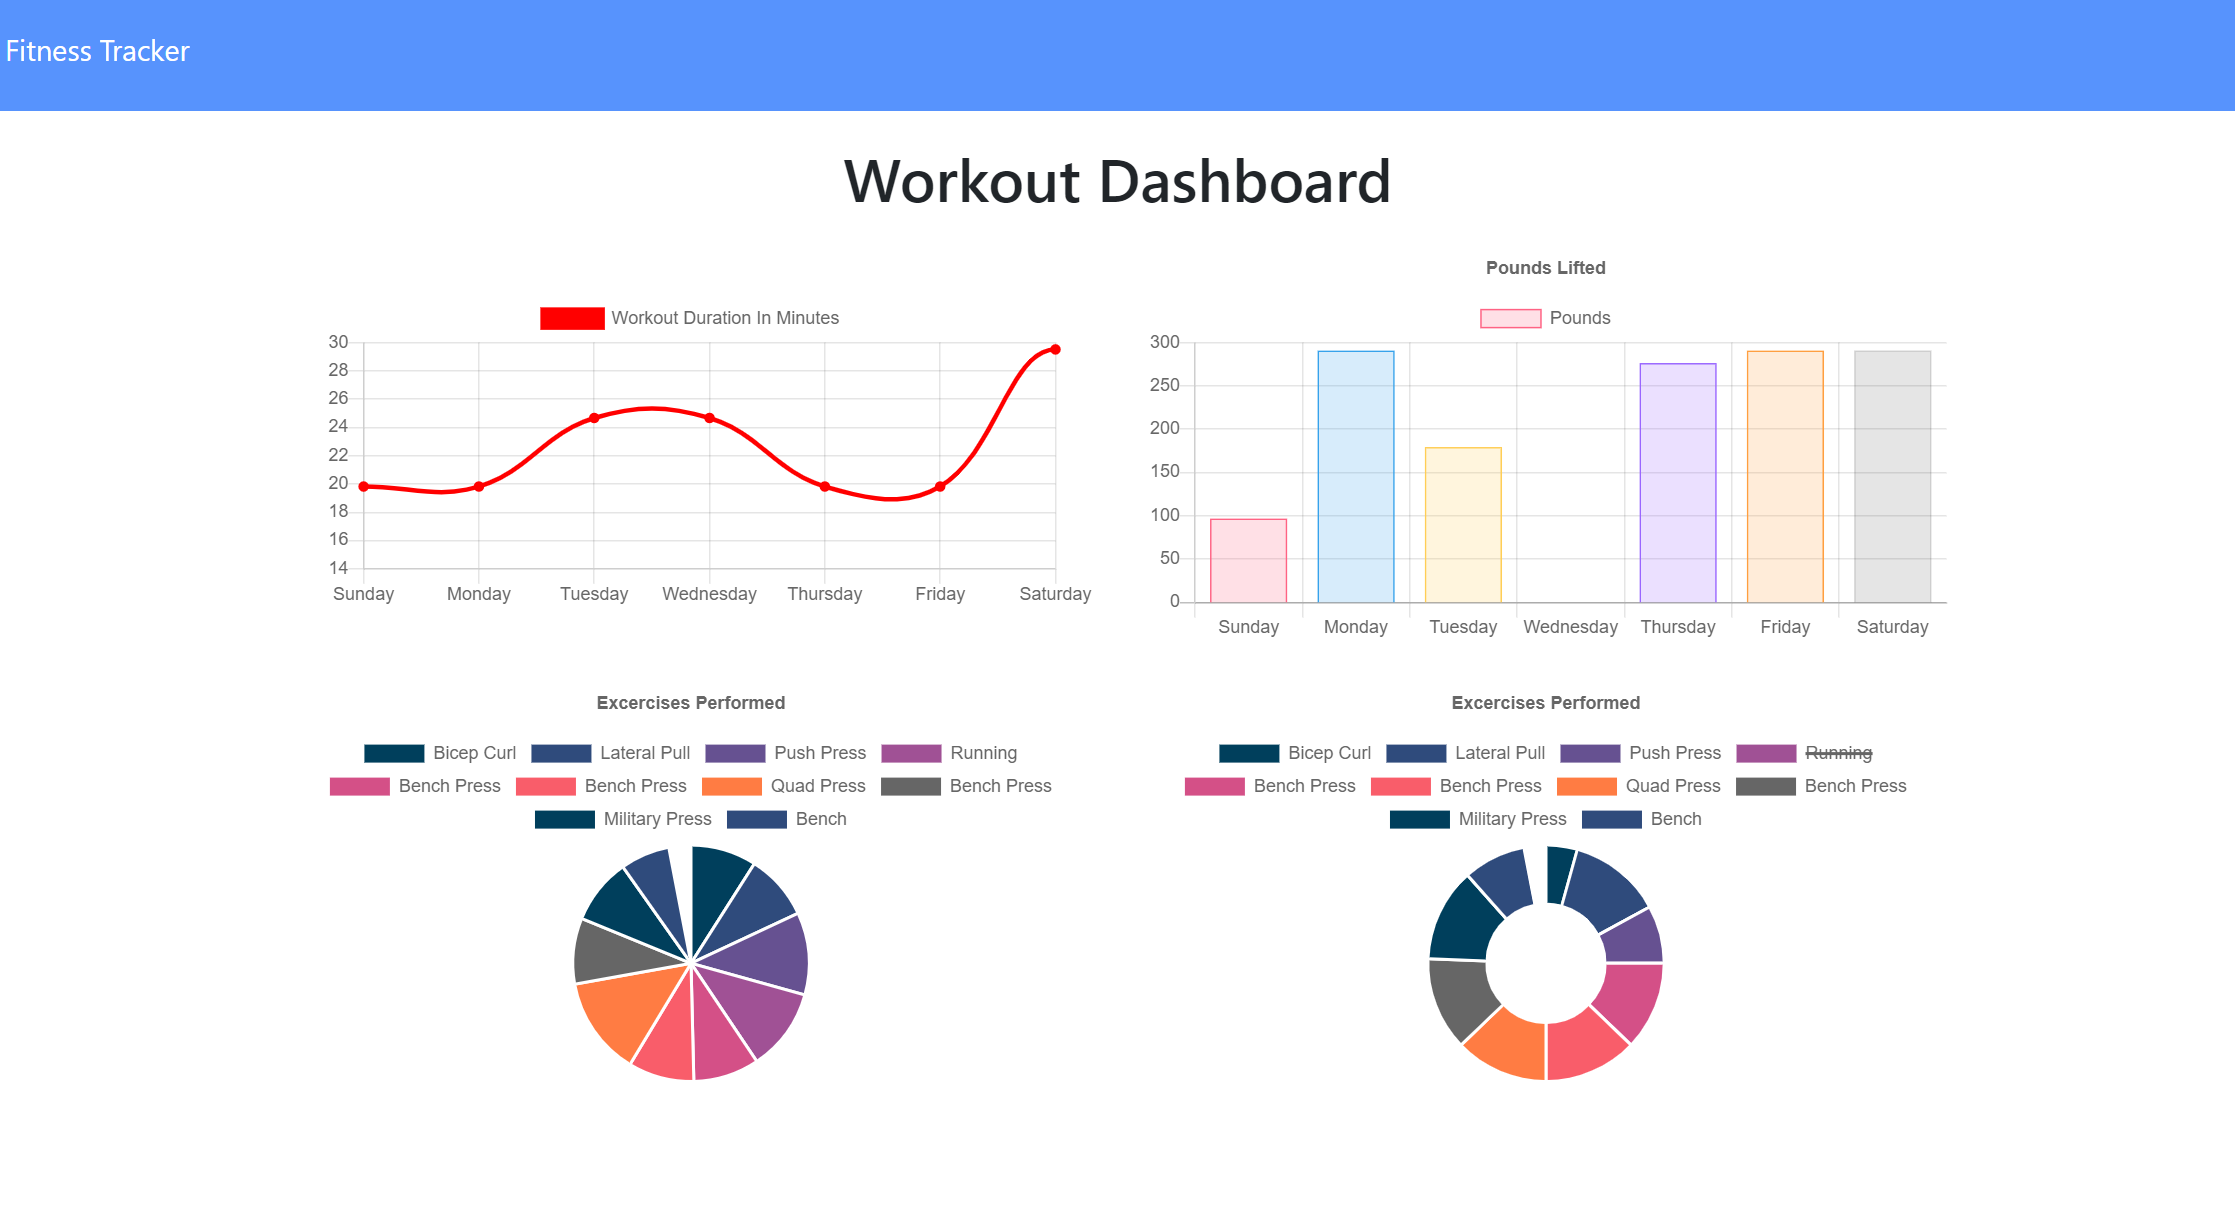 Fitness Tracker
Workout Dashboard
Workout Duration In Minutes
30
28
26
24
22
20
18
16
14
Sunday Monday Tuesday Wednesday Thursday Friday Saturday
Pounds Lifted
Pounds
300
250
200
150
100
50
0
Sunday Monday Tuesday Wednesday Thursday Friday Saturday
Excercises Performed
Bicep Curl Lateral Pull Push Press Running
Bench Press Bench Press Quad Press Bench Press
Military Press Bench
Excercises Performed
Bicep Curl Lateral Pull Push Press Running
Bench Press Bench Press Quad Press Bench Press
Military Press Bench